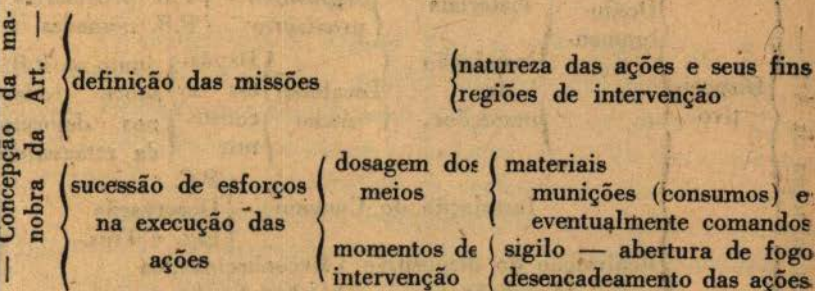 — Concepção da ma-
nobra da Art. —
definição das missões
natureza das ações e seus fins
regiões de intervenção
sucessão de esforços
na execução das
ações
dosagem dos
meios
materiais
munições (consumos) e
eventualmente comandos
momentos de
intervenção
sigilo — abertura de fogo
desencadeamento das ações